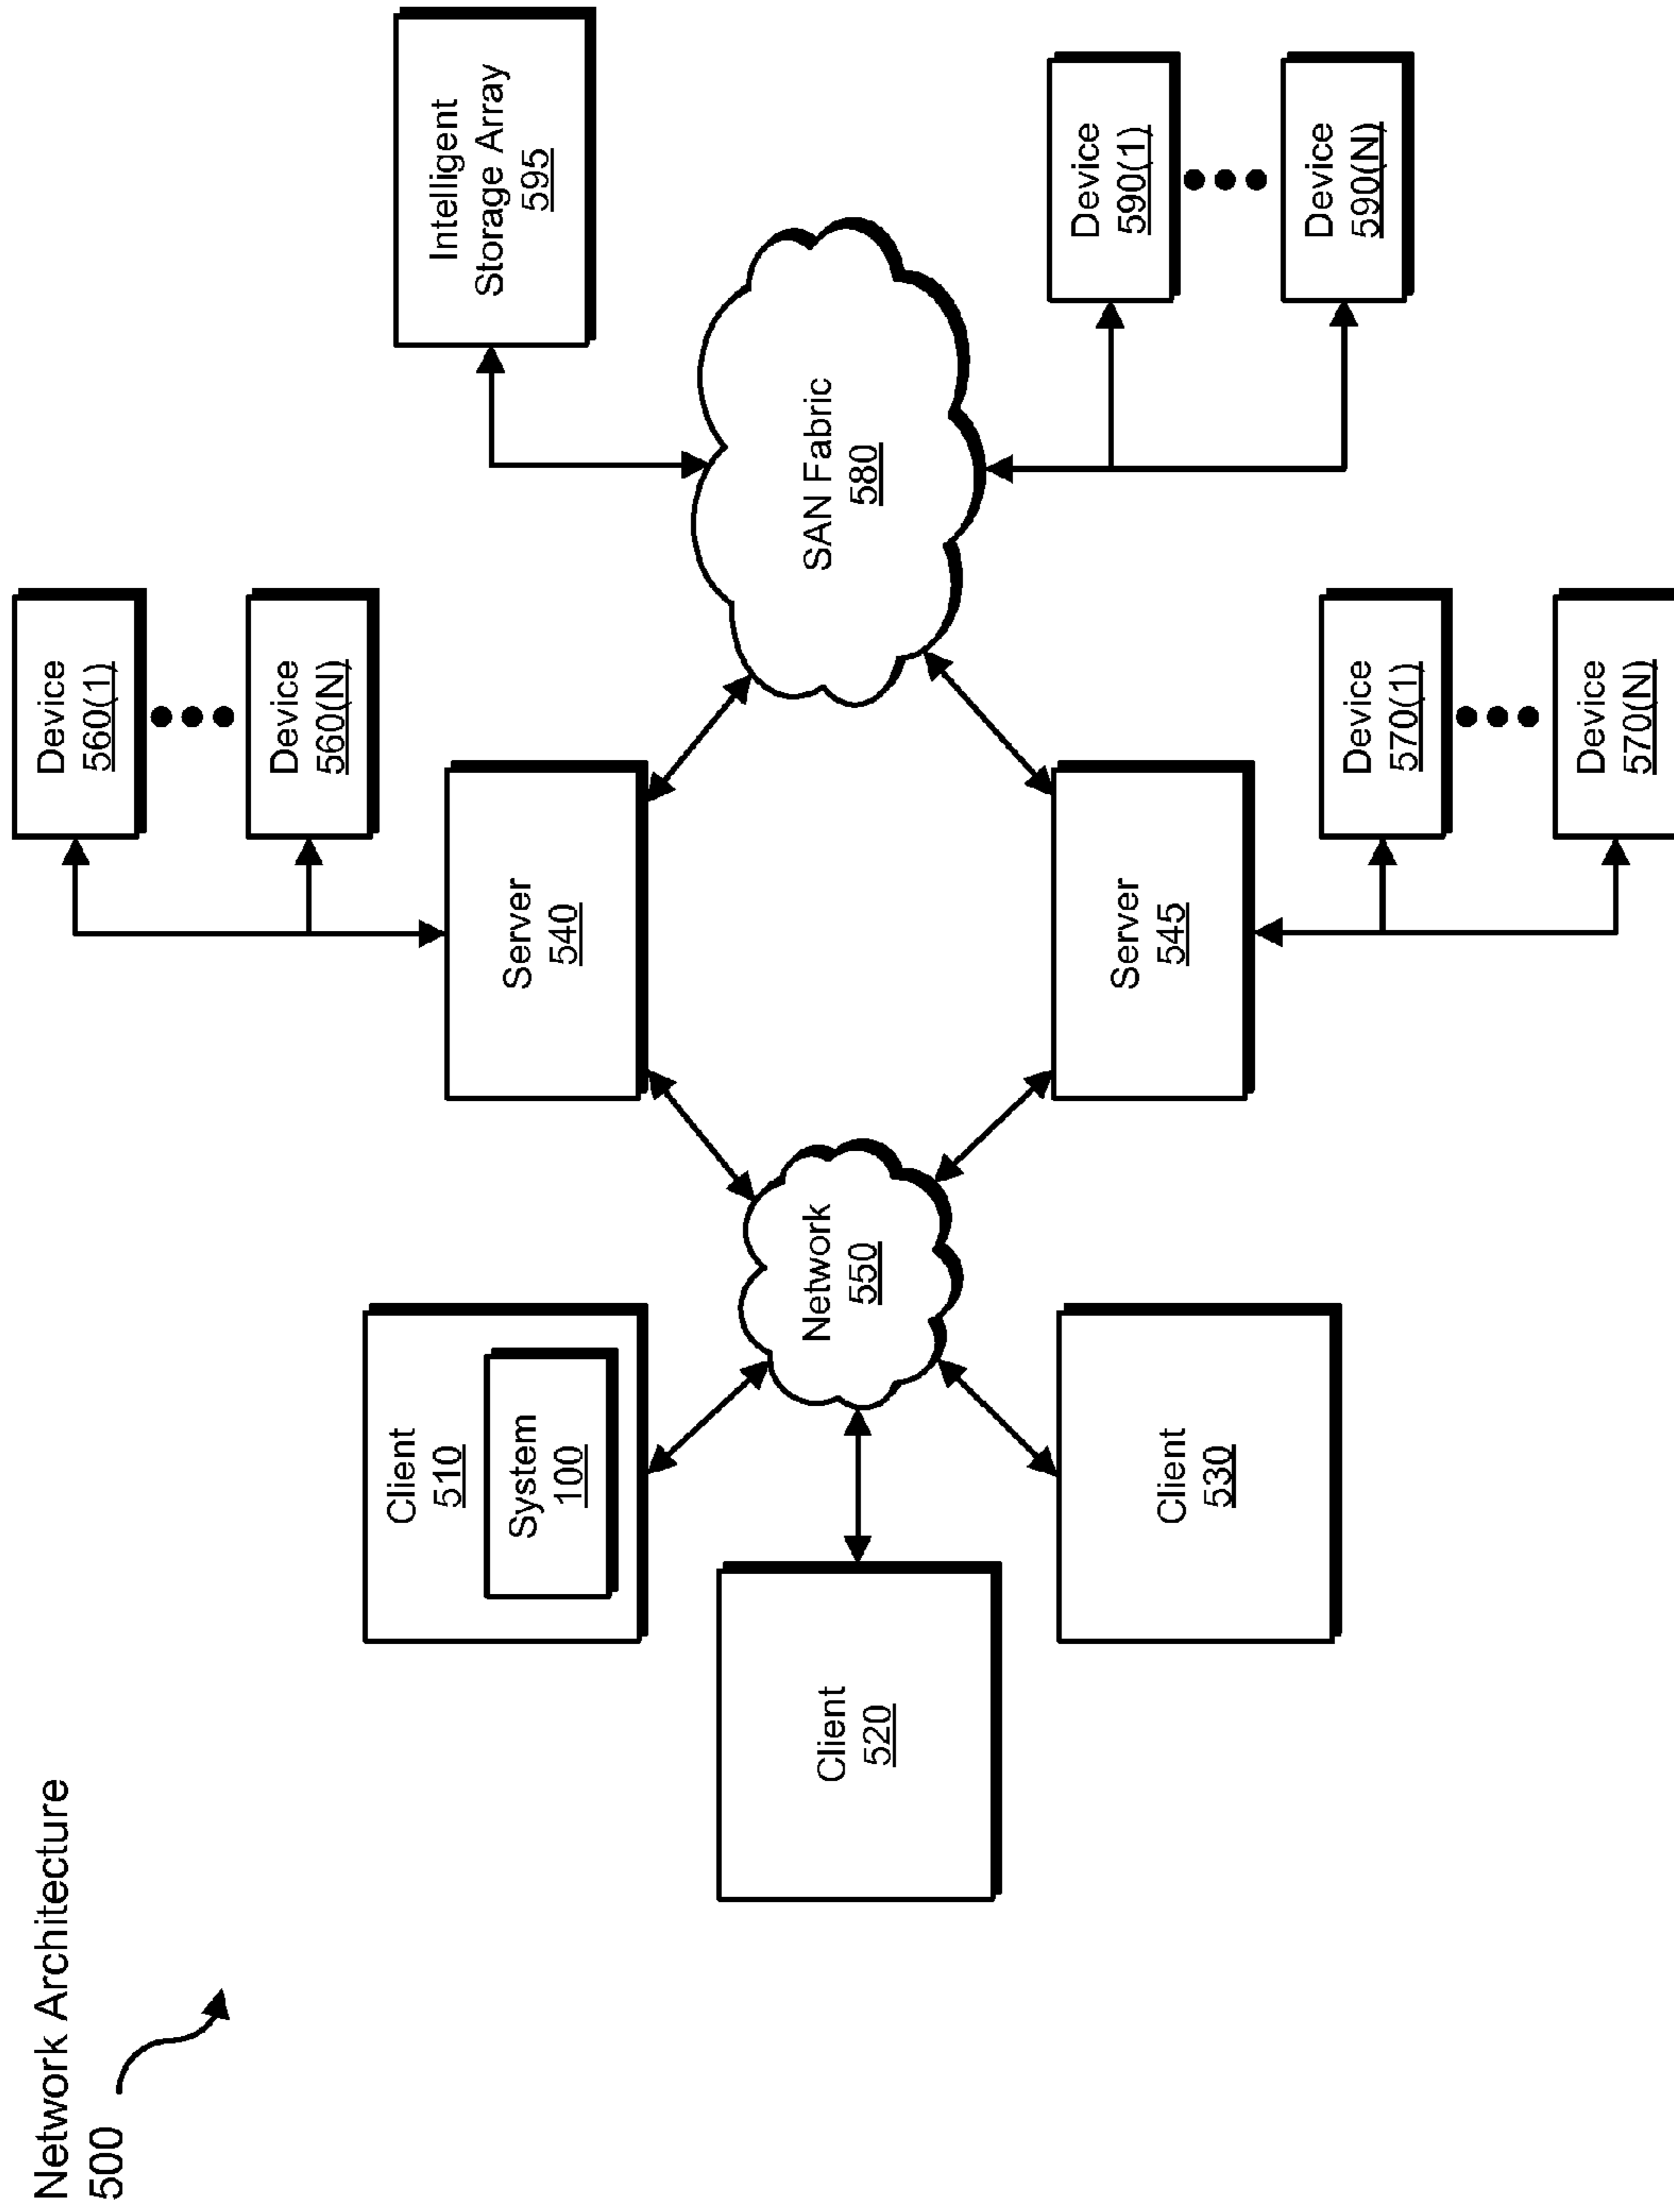 Network Architecture
500
Client
510
System
100
Client
520
Client
530
Network
550
Server
540
Server
545
Device
560(1)
Device
560(N)
Device
570(1)
Device
570(N)
SAN Fabric
580
Intelligent
Storage Array
595
Device
590(1)
Device
590(N)